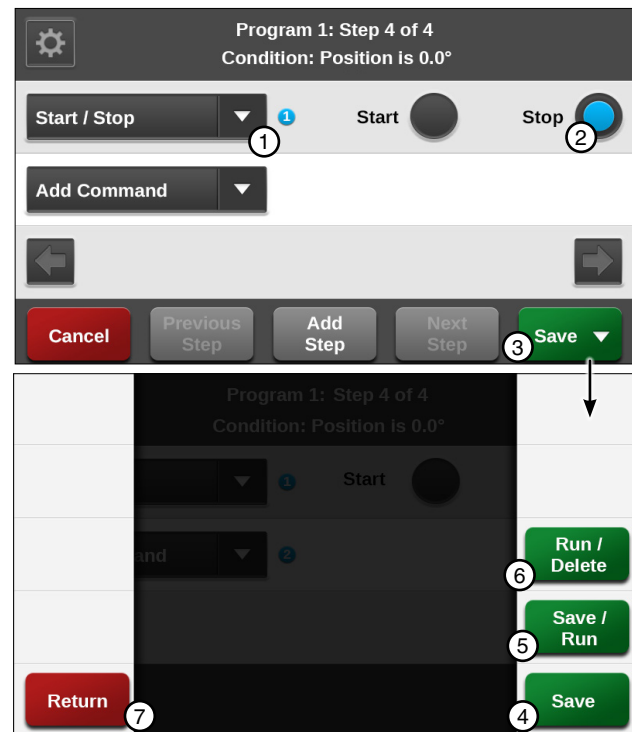 Program 1: Step 4 of 4
Condition: Position is 0.0°
Start / Stop
1
1
Start
Stop
2
Add Command
Cancel
Previous
Step
Add
Step
Next
Step
3
Save
Program 1: Step 4 of 4
Condition: Position is 0.0°
1
Start
and
2
Run /
Delete
6
Save /
Run
5
Return
7
4
Save